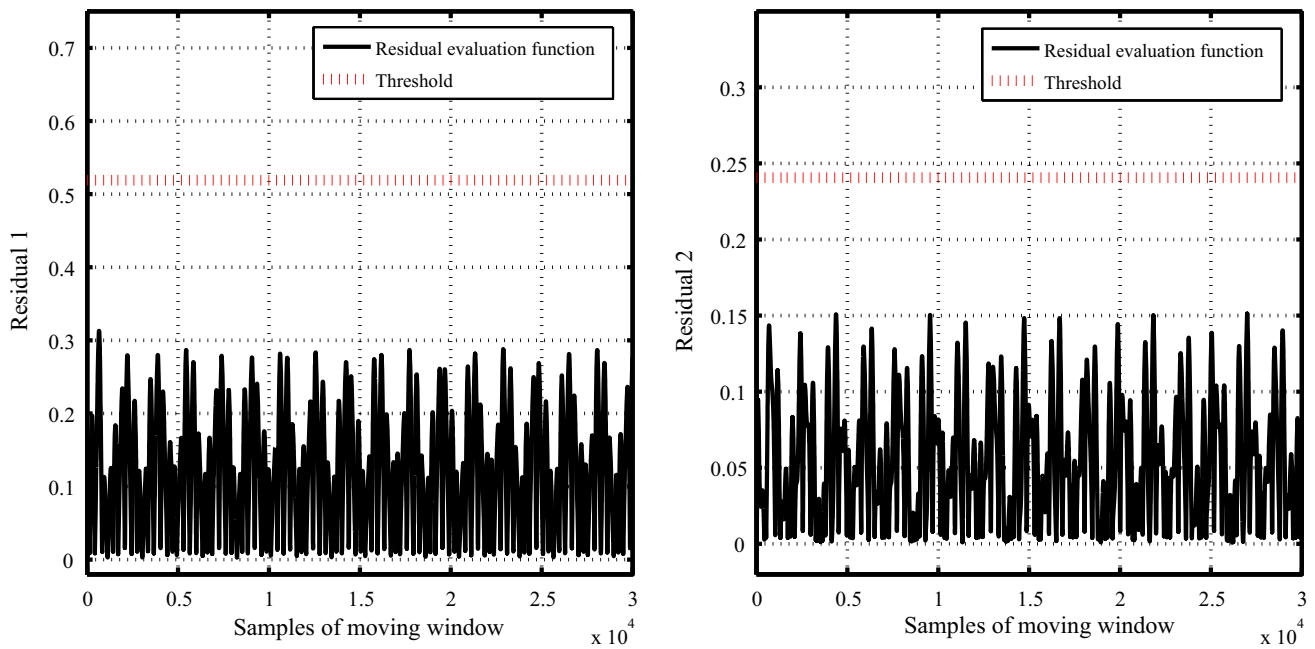 Residual evaluation function
Threshold
0.7
0.6
0.5
0.4
0.3
0.2
0.1
0
Residual 1
0 0.5 1 1.5 2 2.5 3
Samples of moving window
x 10^4
Residual evaluation function
Threshold
0.3
0.25
0.2
0.15
0.1
0.05
0
Residual 2
0 0.5 1 1.5 2 2.5 3
Samples of moving window
x 10^4